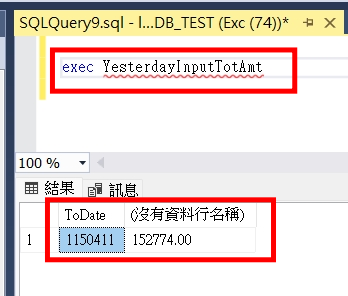 SQLQuery9.sql - l...DB_TEST (Exc (74))*
exec YesterdayInputTotAmt
100 %
結果 訊息
ToDate (沒有資料行名稱)
1 1150411 152774.00